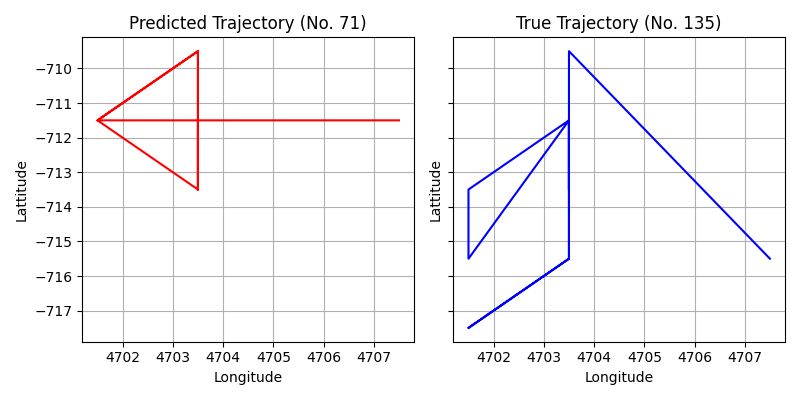 Predicted Trajectory (No. 71)
True Trajectory (No. 135)
Lattitude
−710
−711
−712
−713
−714
−715
−716
−717
4702 4703 4704 4705 4706 4707
Longitude
Lattitude
4702 4703 4704 4705 4706 4707
Longitude